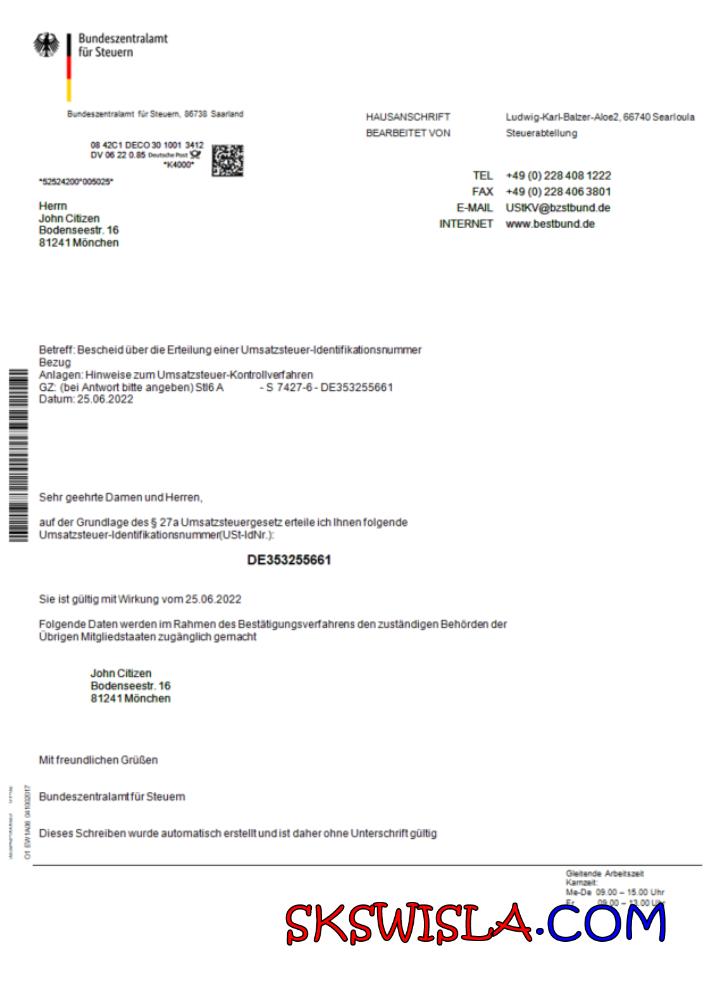 Bundeszentralamt
für Steuern
Bundeszentralamt für Steuern, 86738 Saarland
HAUSANSCHRIFT Ludwig-Karl-Balzer-Aloe2, 66740 Searloula
BEARBEITET VON Steuerabtellung
08 42C1 DECO 30 1001 3412
DV 06 22 0.85 Deutsche Post
*K4000*
*52524200*005025*
TEL +49 (0) 228 408 1222
FAX +49 (0) 228 406 3801
E-MAIL UStKV@bzstbund.de
INTERNET www.bestbund.de
Herrn
John Citizen
Bodenseestr. 16
81241 Mönchen
Betreff: Bescheid über die Erteilung einer Umsatzsteuer-Identifikationsnummer
Bezug
Anlagen: Hinweise zum Umsatzsteuer-Kontrollverfahren
GZ: (bei Antwort bitte angeben) StI6 A - S 7427-6 - DE353255661
Datum: 25.06.2022
Sehr geehrte Damen und Herren,
auf der Grundlage des § 27a Umsatzsteuergesetz erteile ich Ihnen folgende
Umsatzsteuer-Identifikationsnummer(USt-IdNr.):
DE353255661
Sie ist gültig mit Wirkung vom 25.06.2022
Folgende Daten werden im Rahmen des Bestätigungsverfahrens den zuständigen Behörden der
Übrigen Mitgliedstaaten zugänglich gemacht
John Citizen
Bodenseestr. 16
81241 Mönchen
Mit freundlichen Grüßen
Bundeszentralamt für Steuern
Dieses Schreiben wurde automatisch erstellt und ist daher ohne Unterschrift gültig
Gleitende Arbeitszeit
Karnzeit:
Me-De 09.00 – 15.00 Uhr
Fr 09.00 – 13.00 Uhr
SKSWISLA.COM